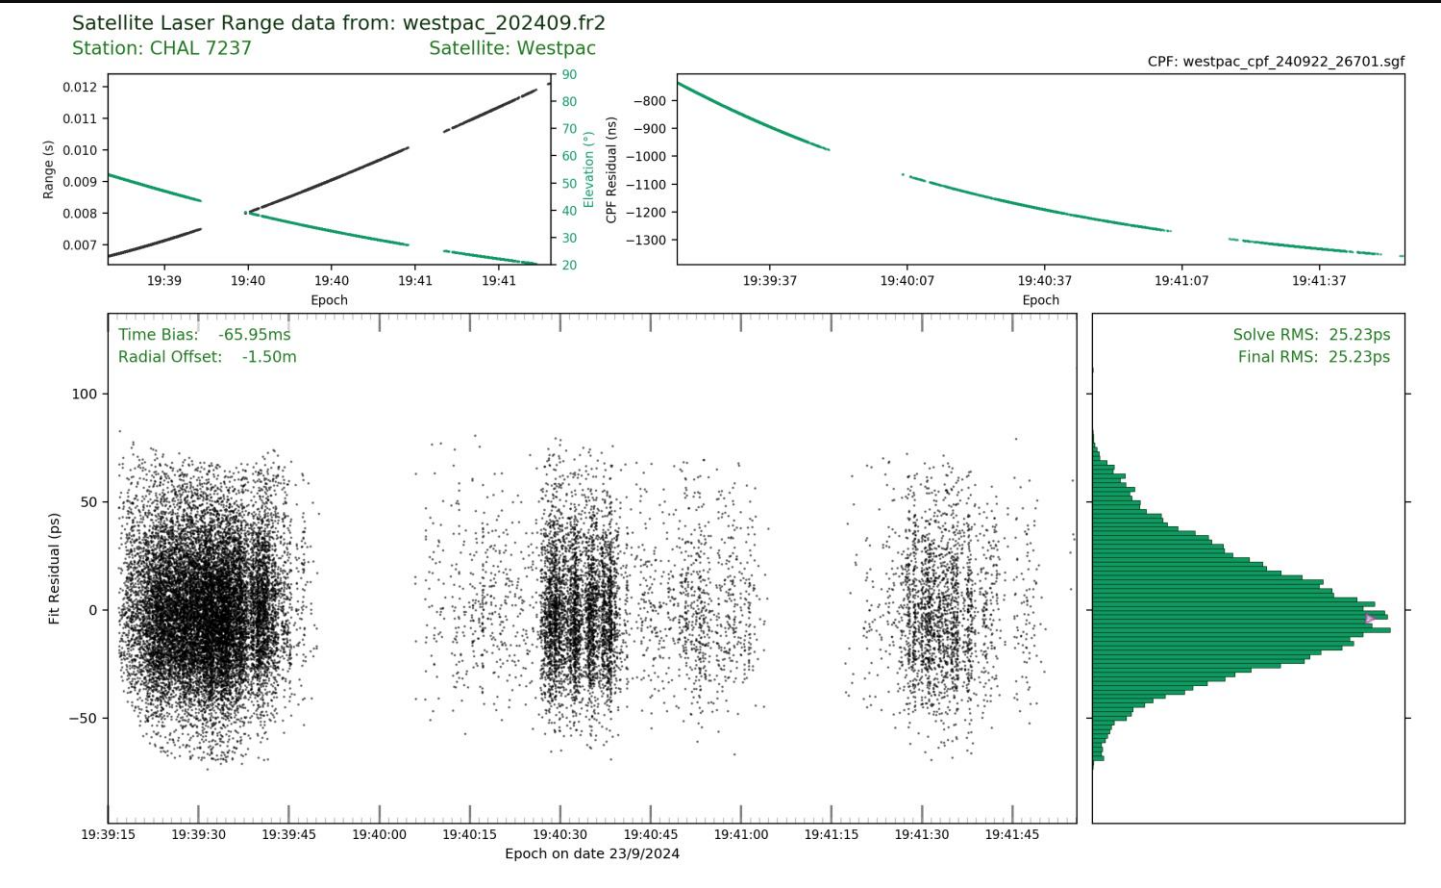 Satellite Laser Range data from: westpac_202409.fr2
Station: CHAL 7237 Satellite: Westpac
CPF: westpac_cpf_240922_26701.sgf
0.012
0.011
0.010
0.009
0.008
0.007
Range (s)
90
80
70
60
50
40
30
20
Elevation (°)
19:39 19:40 19:40 19:41 19:41
Epoch
−800
−900
−1000
−1100
−1200
−1300
CPF Residual (ns)
19:39:37 19:40:07 19:40:37 19:41:07 19:41:37
Epoch
Time Bias: -65.95ms
Radial Offset: -1.50m
Solve RMS: 25.23ps
Final RMS: 25.23ps
100
50
0
−50
Fit Residual (ps)
19:39:15 19:39:30 19:39:45 19:40:00 19:40:15 19:40:30 19:40:45 19:41:00 19:41:15 19:41:30 19:41:45
Epoch on date 23/9/2024